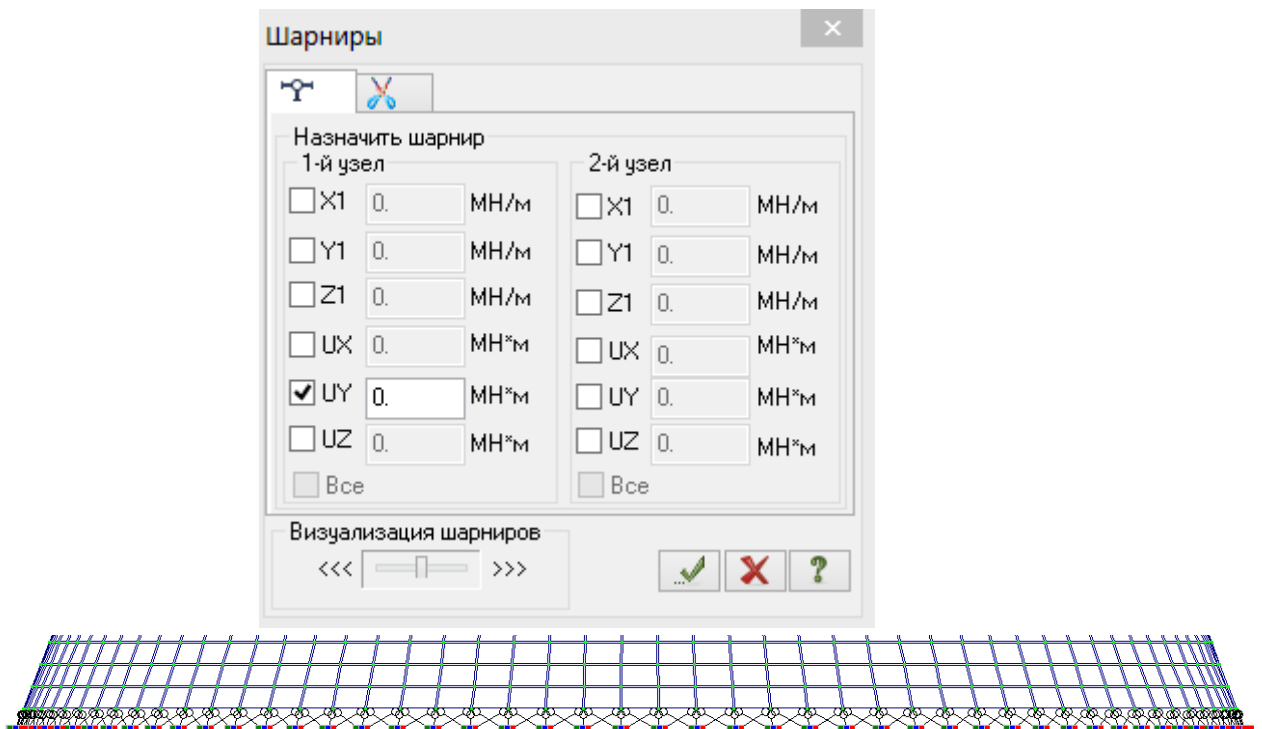 Шарниры
Назначить шарнир
1-й узел 2-й узел
X1 0. МН/м X1 0. МН/м
Y1 0. МН/м Y1 0. МН/м
Z1 0. МН/м Z1 0. МН/м
UX 0. МН*м UX 0. МН*м
UY 0. МН*м UY 0. МН*м
UZ 0. МН*м UZ 0. МН*м
Все Все
Визуализация шарниров
<<< >>>
... ?